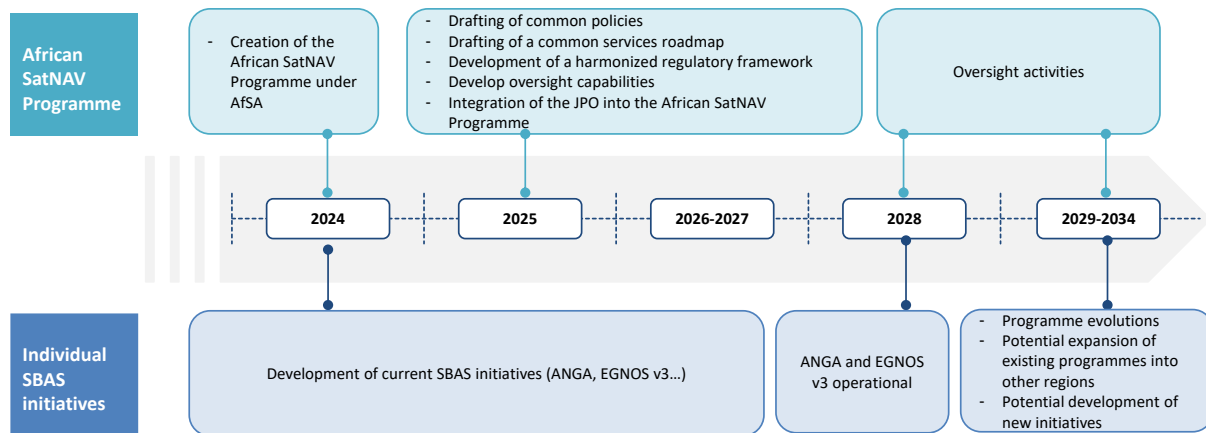 African
SatNAV
Programme
- Creation of the
African SatNAV
Programme under
AfSA
- Drafting of common policies
- Drafting of a common services roadmap
- Development of a harmonized regulatory framework
- Develop oversight capabilities
- Integration of the JPO into the African SatNAV
Programme
Oversight activities
2024
2025
2026-2027
2028
2029-2034
Individual
SBAS
initiatives
Development of current SBAS initiatives (ANGA, EGNOS v3...)
ANGA and EGNOS
v3 operational
- Programme evolutions
- Potential expansion of
existing programmes into
other regions
- Potential development of
new initiatives